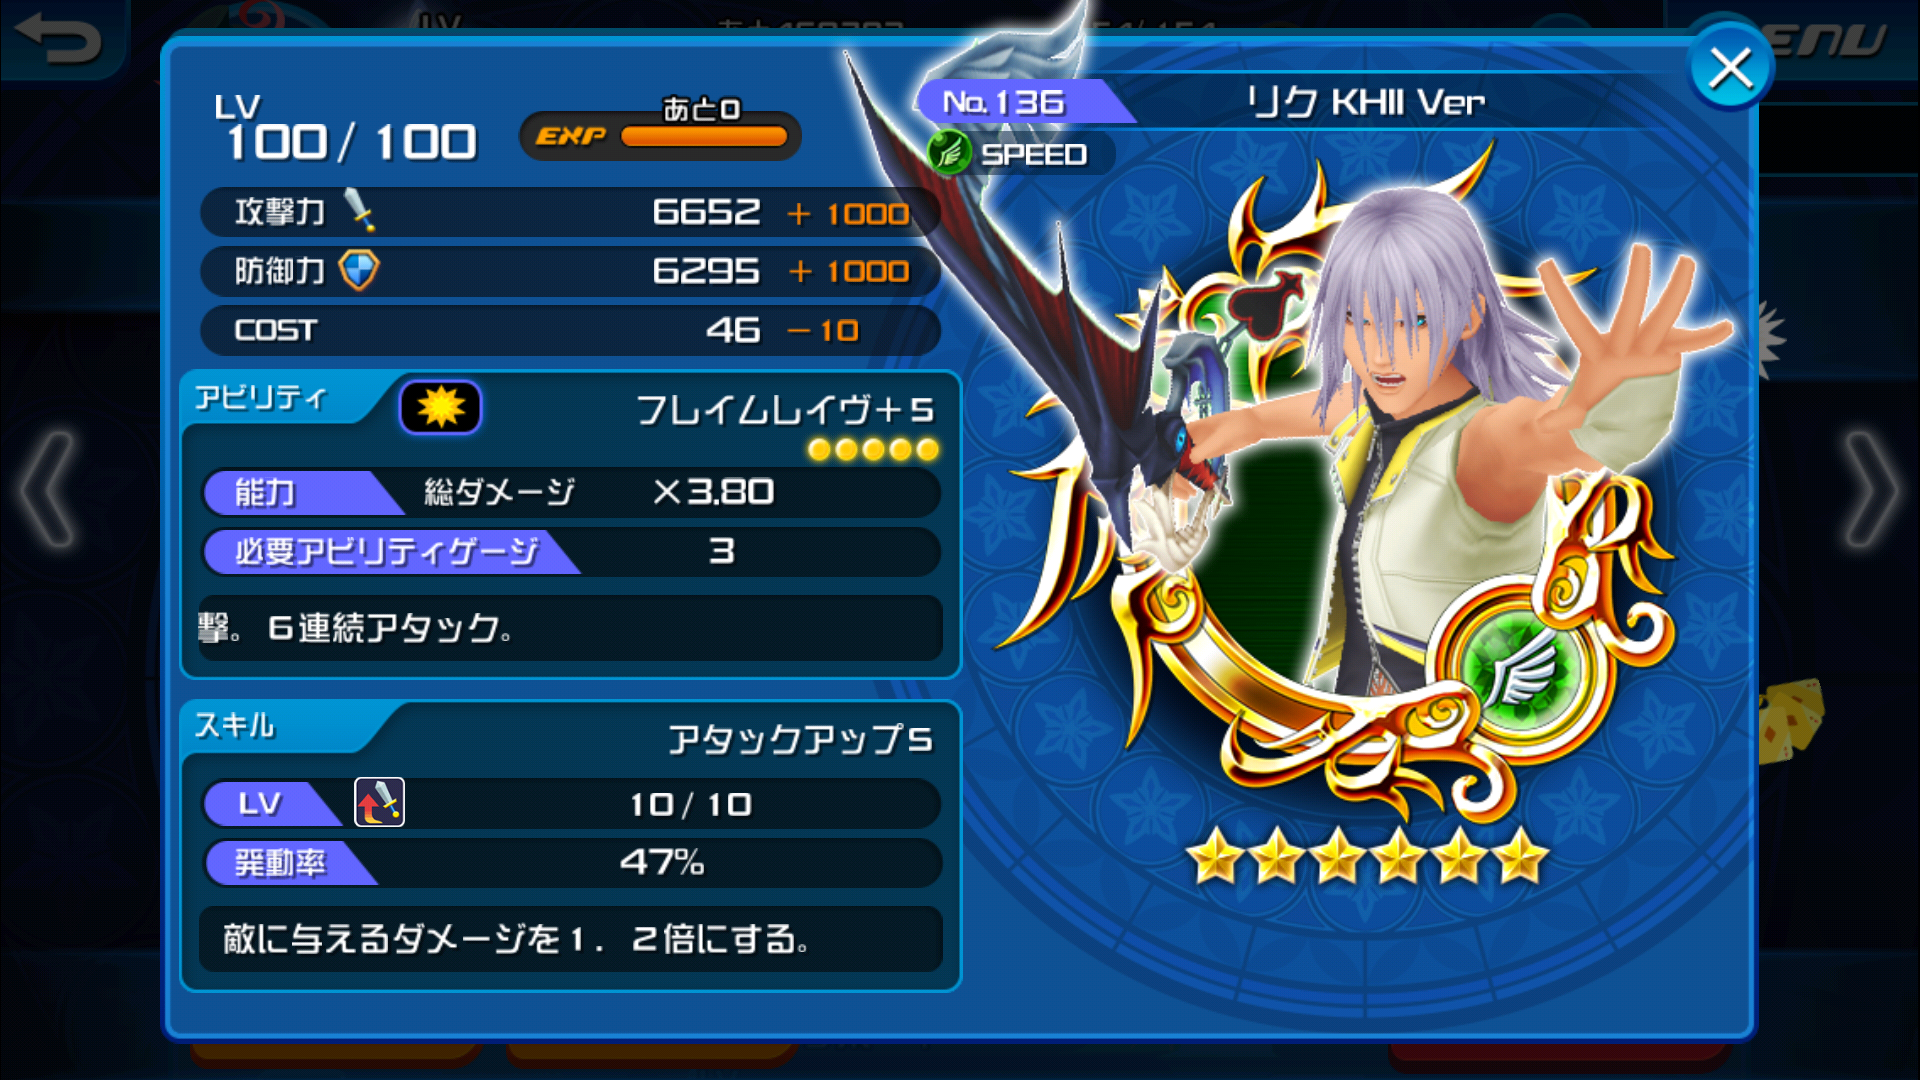 LV
100 / 100
EXP
あと0
No. 136
リク KHII Ver
SPEED
攻撃力 6652 + 1000
防御力 6295 + 1000
COST 46 - 10
アビリティ
フレイムレイヴ+5
能力 総ダメージ ×3.80
必要アビリティゲージ 3
撃。6連続アタック。
スキル
アタックアップ5
LV 10 / 10
発動率 47%
敵に与えるダメージを1.2倍にする。